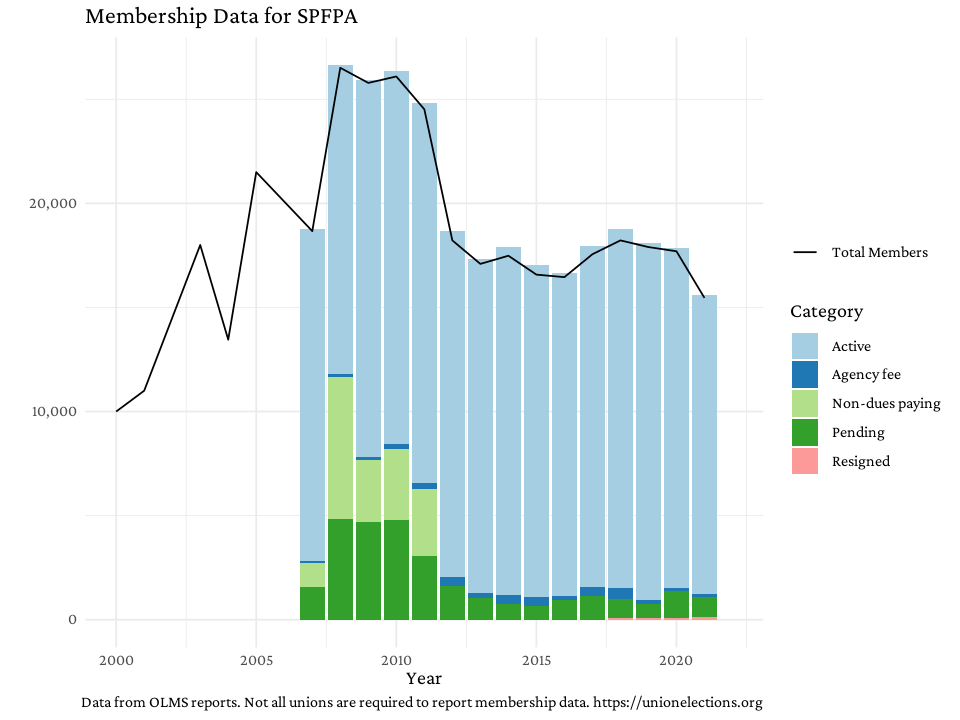 Membership Data for SPFPA
20,000
10,000
0
2000
2005
2010
2015
2020
Year
Total Members
Category
Active
Agency fee
Non-dues paying
Pending
Resigned
Data from OLMS reports. Not all unions are required to report membership data. https://unionelections.org